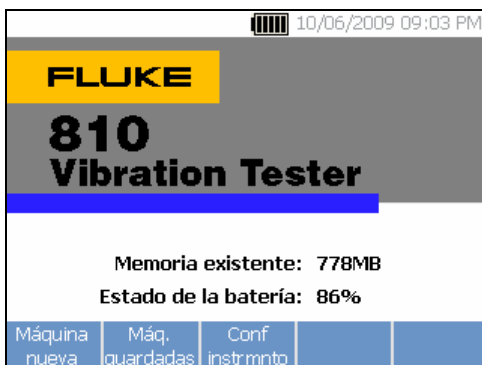 10/06/2009 09:03 PM
FLUKE
810
Vibration Tester
Memoria existente: 778MB
Estado de la batería: 86%
Máquina nueva
Máq. guardadas
Conf instrmnto